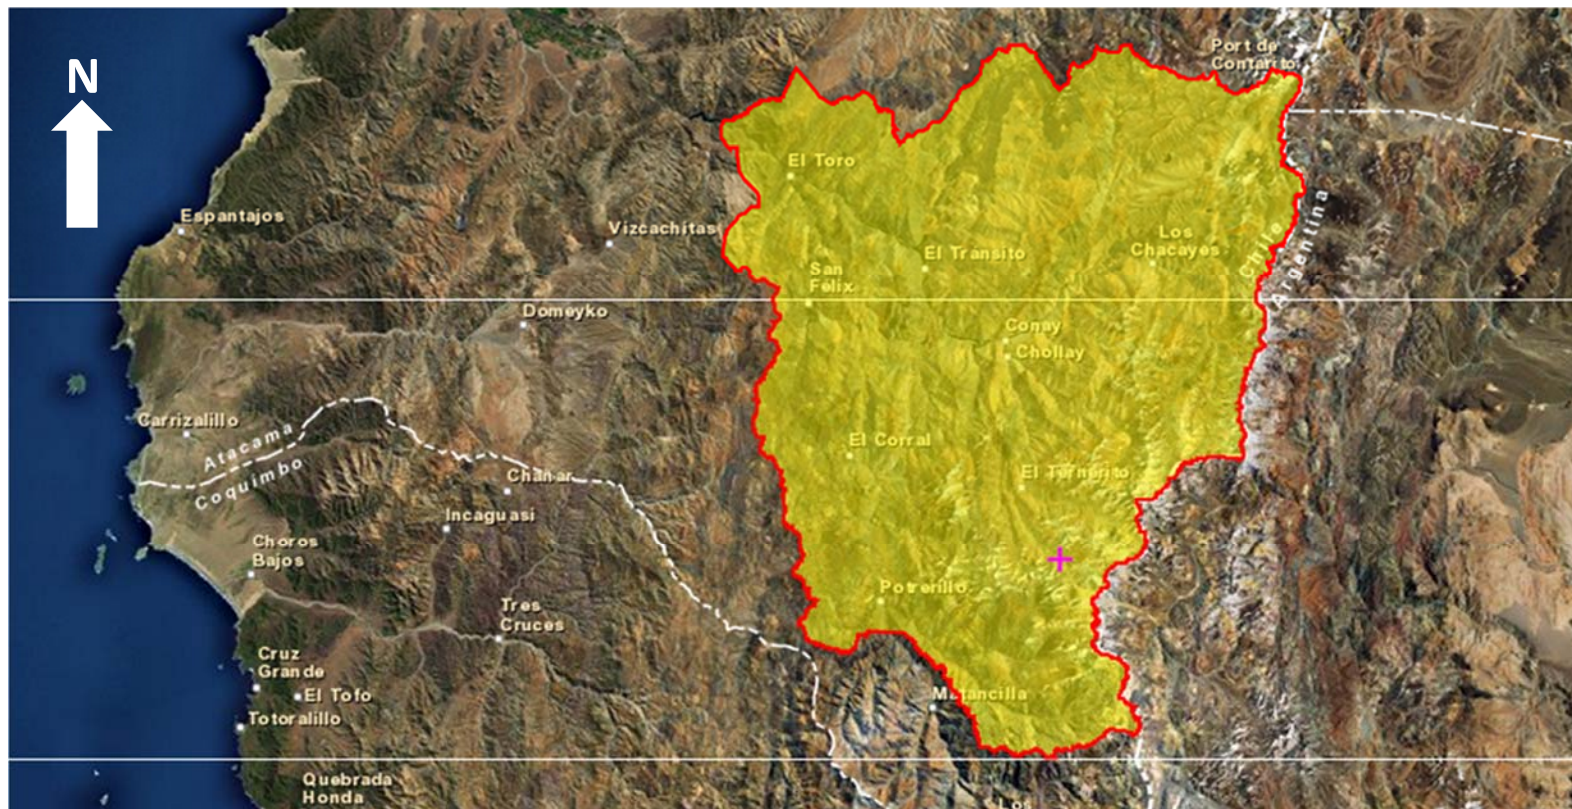 N
Port de
Contarito
El Toro
Espantajos
Vizcachitas
El Transito
Los
Chacayes
Chile
Argentina
San
Felix
Domeyko
Conay
Chollay
Carrizalillo
Atacama
Coquimbo
El Corral
Chanar
El Turnerito
Incaguasi
Choros
Bajos
Potrerillo
Tres
Cruces
Cruz
Grande
El Tofo
Matancilla
Totoralillo
Quebrada
Honda
Los